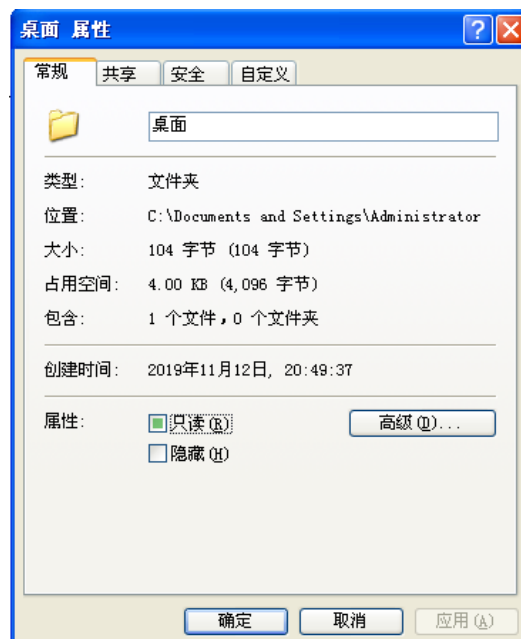 桌面 属性
常规 共享 安全 自定义
桌面
类型: 文件夹
位置: C:\Documents and Settings\Administrator
大小: 104 字节 (104 字节)
占用空间: 4.00 KB (4,096 字节)
包含: 1 个文件，0 个文件夹
创建时间: 2019年11月12日, 20:49:37
属性: 只读(R) 高级(D)...
隐藏(H)
确定 取消 应用(A)